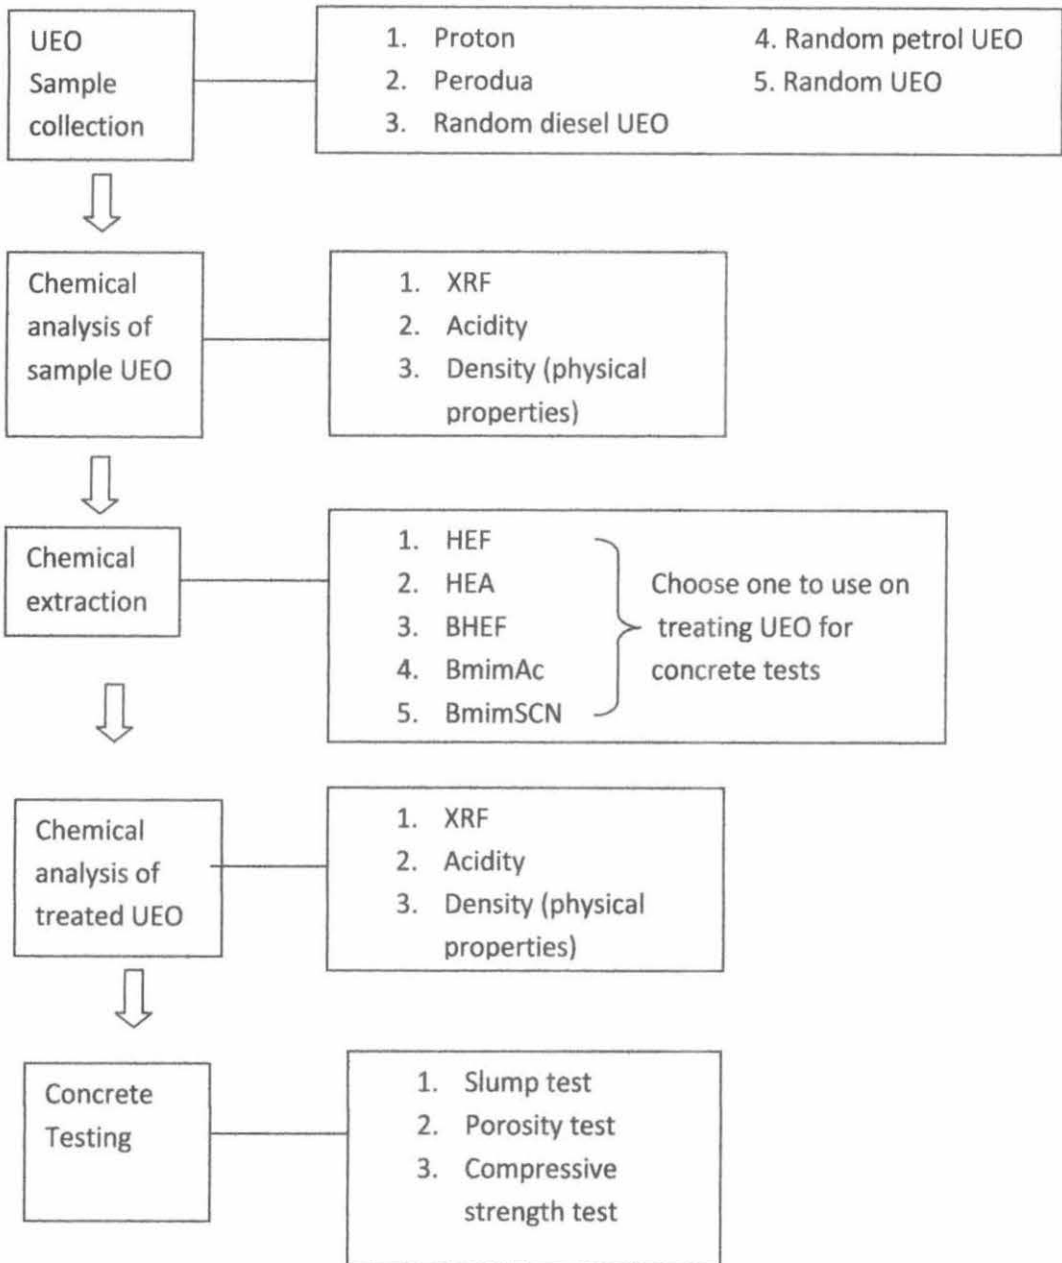 UEO
Sample
collection
1. Proton
2. Perodua
3. Random diesel UEO
4. Random petrol UEO
5. Random UEO
Chemical
analysis of
sample UEO
1. XRF
2. Acidity
3. Density (physical
properties)
Chemical
extraction
1. HEF
2. HEA
3. BHEF
4. BmimAc
5. BmimSCN
Choose one to use on
treating UEO for
concrete tests
Chemical
analysis of
treated UEO
1. XRF
2. Acidity
3. Density (physical
properties)
Concrete
Testing
1. Slump test
2. Porosity test
3. Compressive
strength test